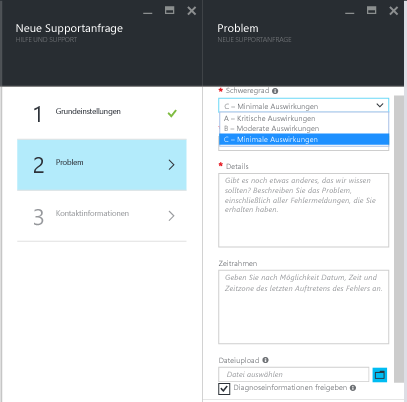 Neue Supportanfrage
HILFE UND SUPPORT
1 Grundeinstellungen
2 Problem
3 Kontaktinformationen
Problem
NEUE SUPPORTANFRAGE
* Schweregrad
C – Minimale Auswirkungen
A – Kritische Auswirkungen
B – Moderate Auswirkungen
C – Minimale Auswirkungen
* Details
Gibt es noch etwas anderes, das wir wissen
sollten? Beschreiben Sie das Problem,
einschließlich aller Fehlermeldungen, die Sie
erhalten haben.
Zeitrahmen
Geben Sie nach Möglichkeit Datum, Zeit und
Zeitzone des letzten Auftretens des Fehlers an.
Dateiupload
Datei auswählen
Diagnoseinformationen freigeben